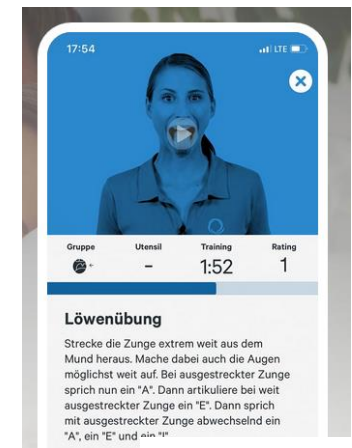 17:54 LTE
Gruppe Utensil Training Rating
- 1:52 1
Löwenübung
Strecke die Zunge extrem weit aus dem
Mund heraus. Mache dabei auch die Augen
möglichst weit auf. Bei ausgestreckter Zunge
sprich nun ein "A". Dann artikuliere bei weit
ausgestreckter Zunge ein "E". Dann sprich
mit ausgestreckter Zunge abwechselnd ein
"A", ein "E" und ein "I"